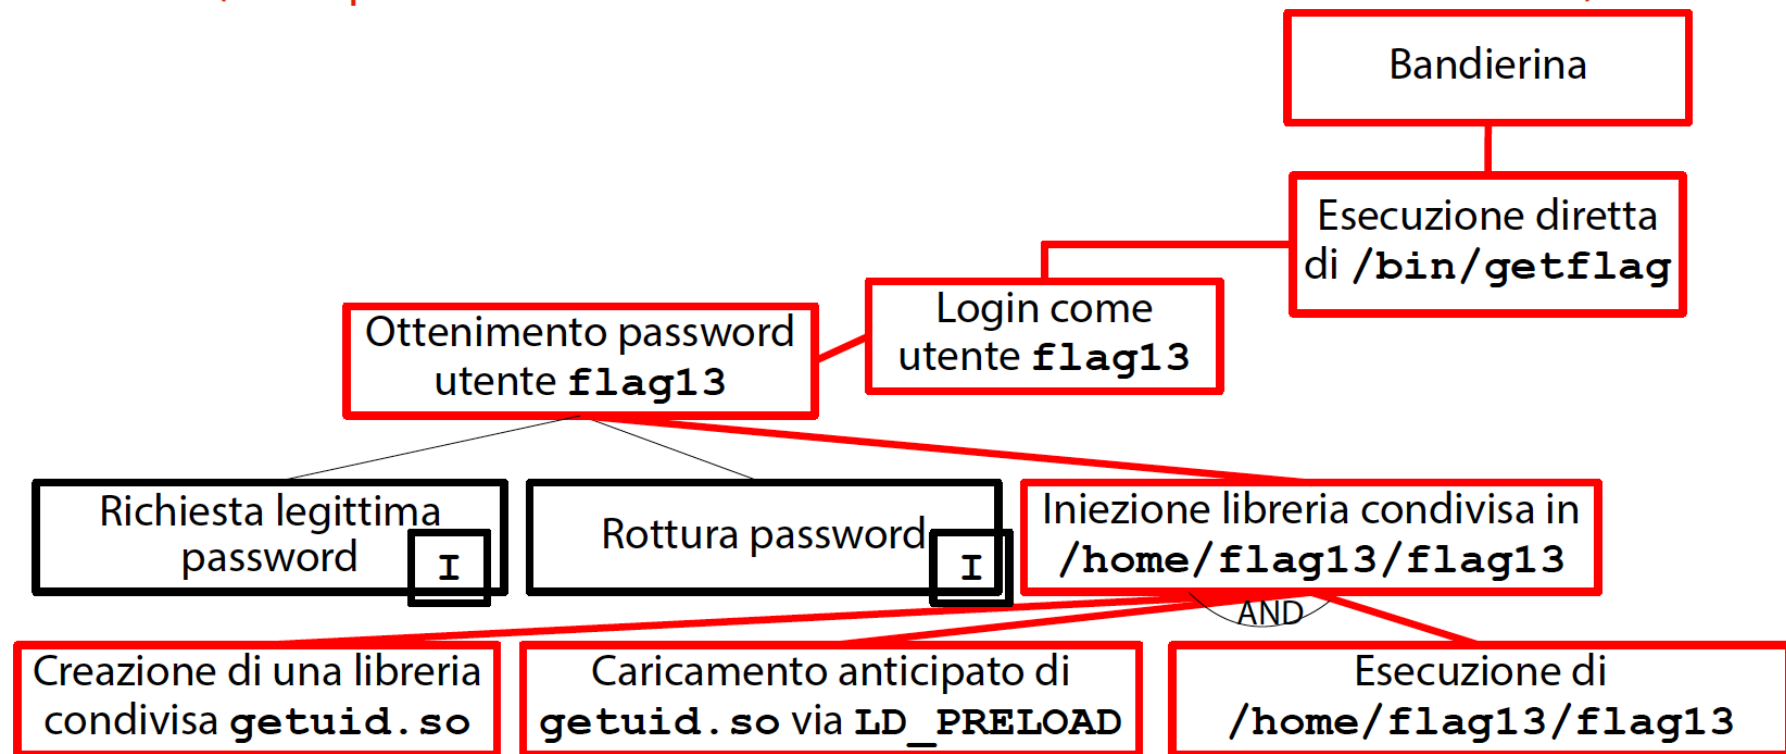 Bandierina
Esecuzione diretta
di /bin/getflag
Login come
utente flag13
Ottenimento password
utente flag13
Richiesta legittima
password
I
Rottura password
I
Iniezione libreria condivisa in
/home/flag13/flag13
AND
Creazione di una libreria
condivisa getuid.so
Caricamento anticipato di
getuid.so via LD_PRELOAD
Esecuzione di
/home/flag13/flag13